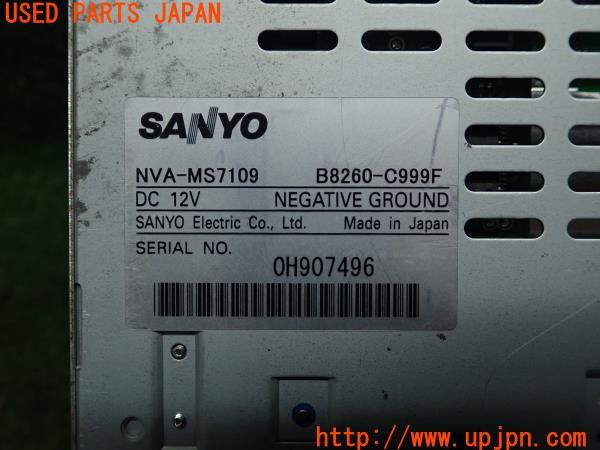 USED PARTS JAPAN
SANYO
NVA-MS7109 B8260-C999F
DC 12V NEGATIVE GROUND
SANYO Electric Co., Ltd. Made in Japan
SERIAL NO.
0H907496
http://www.upjpn.com